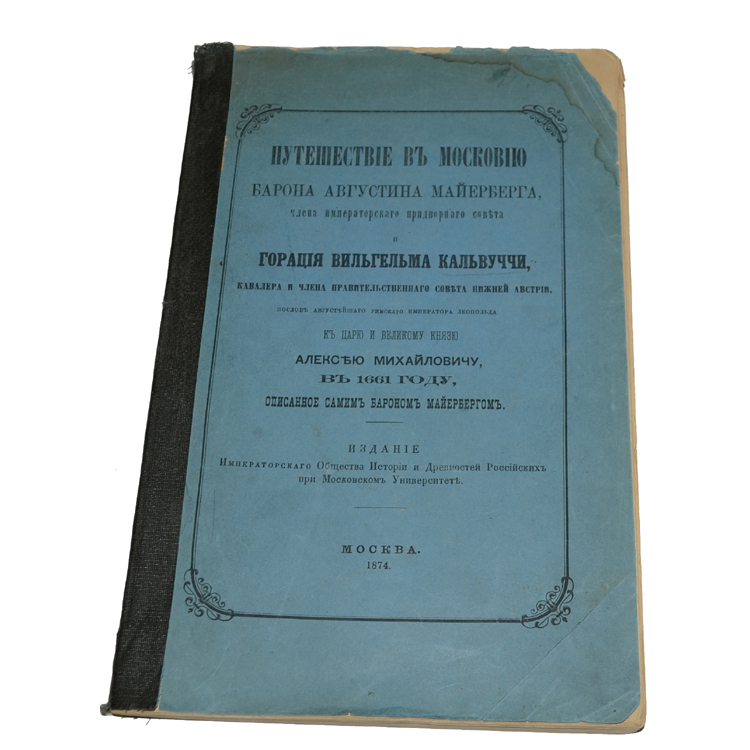 ПУТЕШЕСТВІЕ ВЪ МОСКОВІЮ
БАРОНА АВГУСТИНА МАЙЕРБЕРГА,
члена императорскаго придворнаго совѣта
и
ГОРАЦІЯ ВИЛЬГЕЛЬМА КАЛЬВУЧЧИ,
КАВАЛЕРА И ЧЛЕНА ПРАВИТЕЛЬСТВЕННАГО СОВѢТА НИЖНЕЙ АВСТРІИ,
ПОСЛОВЪ АВГУСТѢЙШАГО РИМСКАГО ИМПЕРАТОРА ЛЕОПОЛЬДА
КЪ ЦАРЮ И ВЕЛИКОМУ КНЯЗЮ
АЛЕКСѢЮ МИХАЙЛОВИЧУ,
ВЪ 1661 ГОДУ,
ОПИСАННОЕ САМИМЪ БАРОНОМЪ МАЙЕРБЕРГОМЪ.
ИЗДАНІЕ
Императорскаго Общества Исторіи и Древностей Россійскихъ
при Московскомъ Университетѣ.
МОСКВА.
1874.